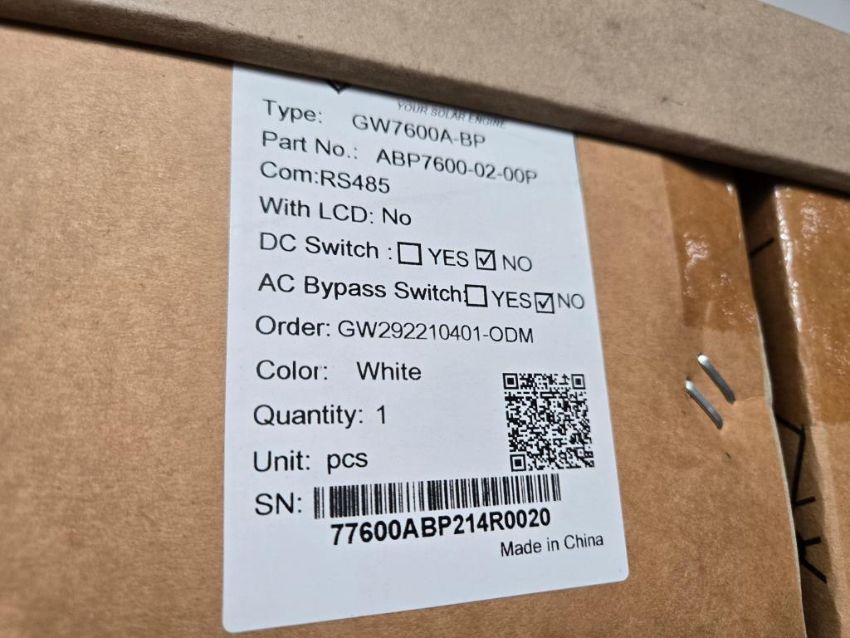 YOUR SOLAR ENGINE
Type: GW7600A-BP
Part No.: ABP7600-02-00P
Com:RS485
With LCD: No
DC Switch : ☐ YES ☑ NO
AC Bypass Switch: ☐ YES ☑ NO
Order: GW292210401-ODM
Color: White
Quantity: 1
Unit: pcs
SN:
77600ABP214R0020
Made in China